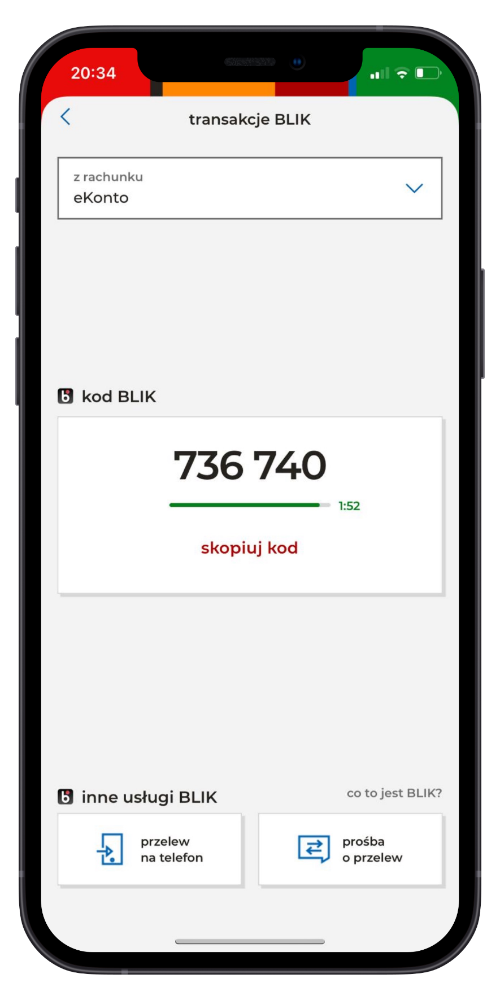 20:34
transakcje BLIK
z rachunku
eKonto
kod BLIK
736 740
1:52
skopiuj kod
inne usługi BLIK
co to jest BLIK?
przelew
na telefon
prośba
o przelew